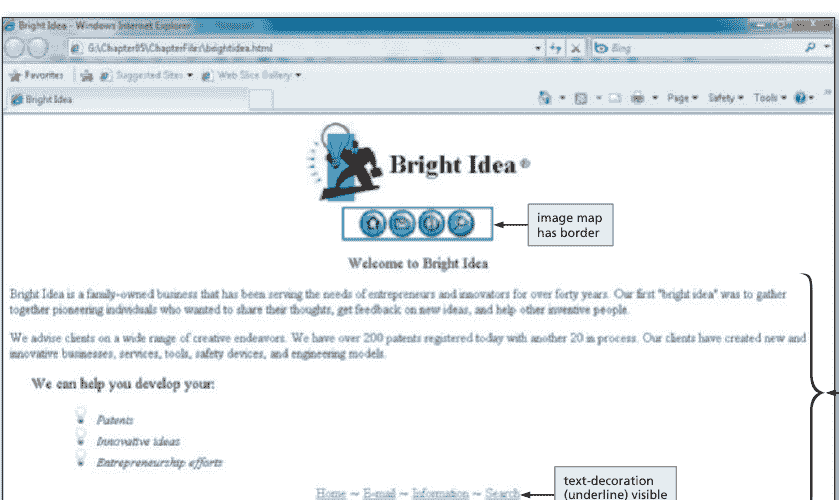 Bright Idea - Windows Internet Explorer
G:\Chapter05\ChapterFiles\brightidea.html
Bing
Favorites Suggested Sites Web Slice Gallery
Bright Idea
Page Safety Tools
Bright Idea®
image map
has border
Welcome to Bright Idea
Bright Idea is a family-owned business that has been serving the needs of entrepreneurs and innovators for over forty years. Our first "bright idea" was to gather
together pioneering individuals who wanted to share their thoughts, get feedback on new ideas, and help other inventive people.
We advise clients on a wide range of creative endeavors. We have over 200 patents registered today with another 20 in process. Our clients have created new and
innovative businesses, services, tools, safety devices, and engineering models.
We can help you develop your:
Patents
Innovative ideas
Entrepreneurship efforts
Home ~ E-mail ~ Information ~ Search
text-decoration
(underline) visible